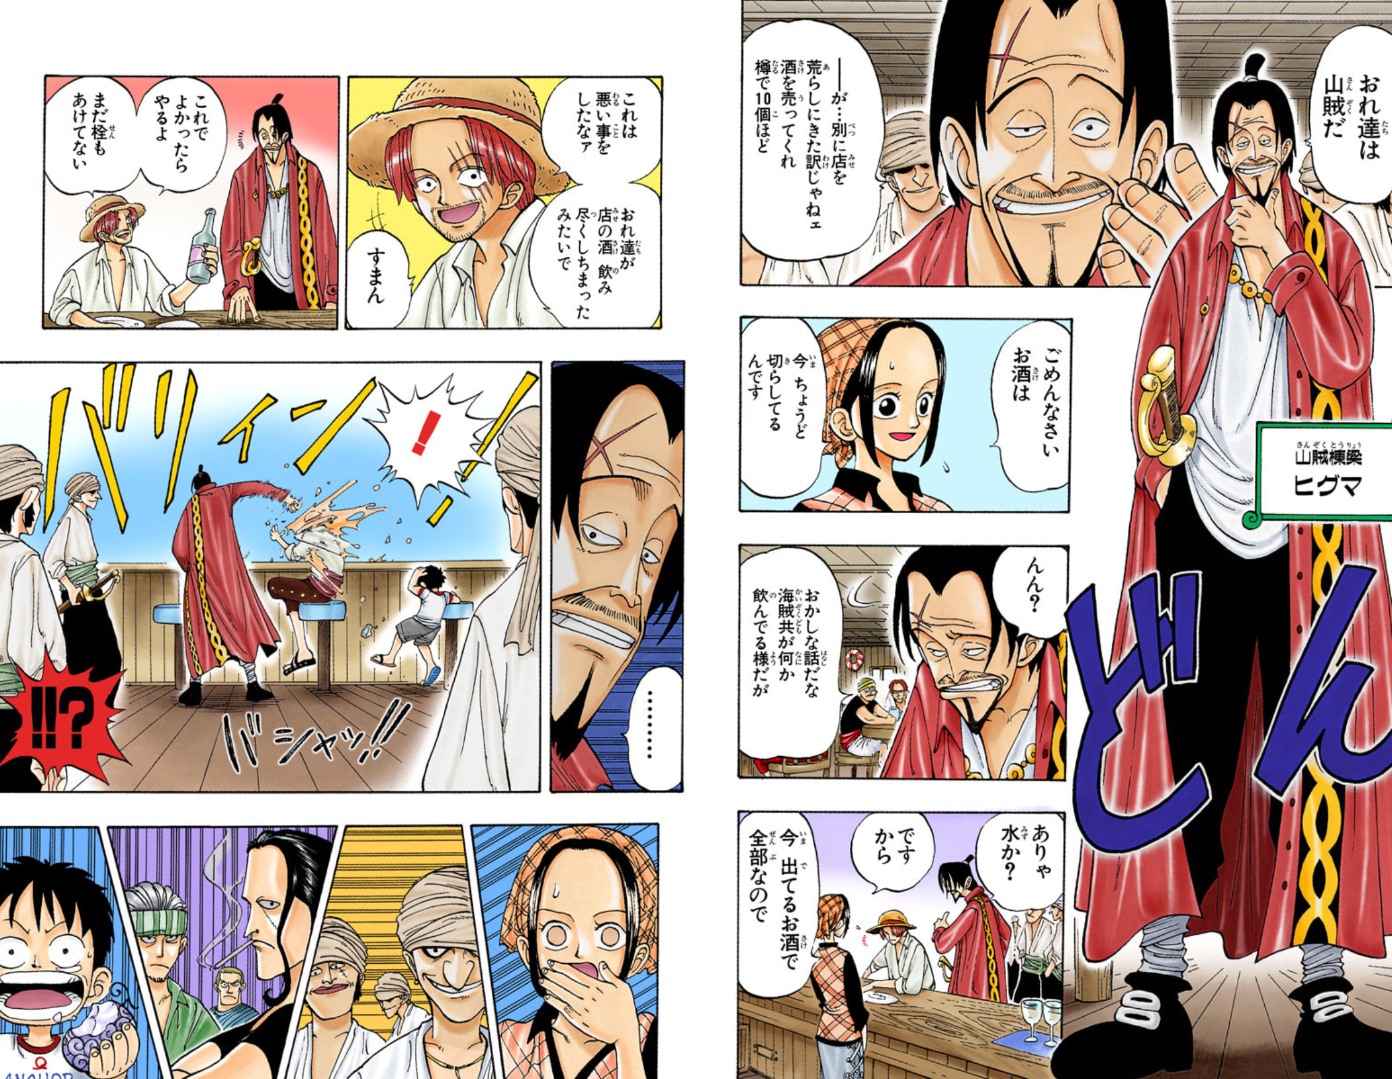 おれ達は
山賊だ
――が…別に店を
荒らしにきた訳じゃねェ
酒を売ってくれ
樽で10個ほど
山賊棟梁
ヒグマ
どん
ごめんなさい
お酒は
今 ちょうど
切らしてる
んです
んん?
おかしな話だな
海賊共が何か
飲んでる様だが
ありゃ
水か?
です
から
今 出てるお酒で
全部なので
これは
悪い事を
したなァ
おれ達が
店の酒 飲み
尽くしちまった
みたいで
すまん
これで
よかったら
やるよ
まだ栓も
あけてない
………
バリィン!
!
バシャッ!!
!!?
ANCHOR